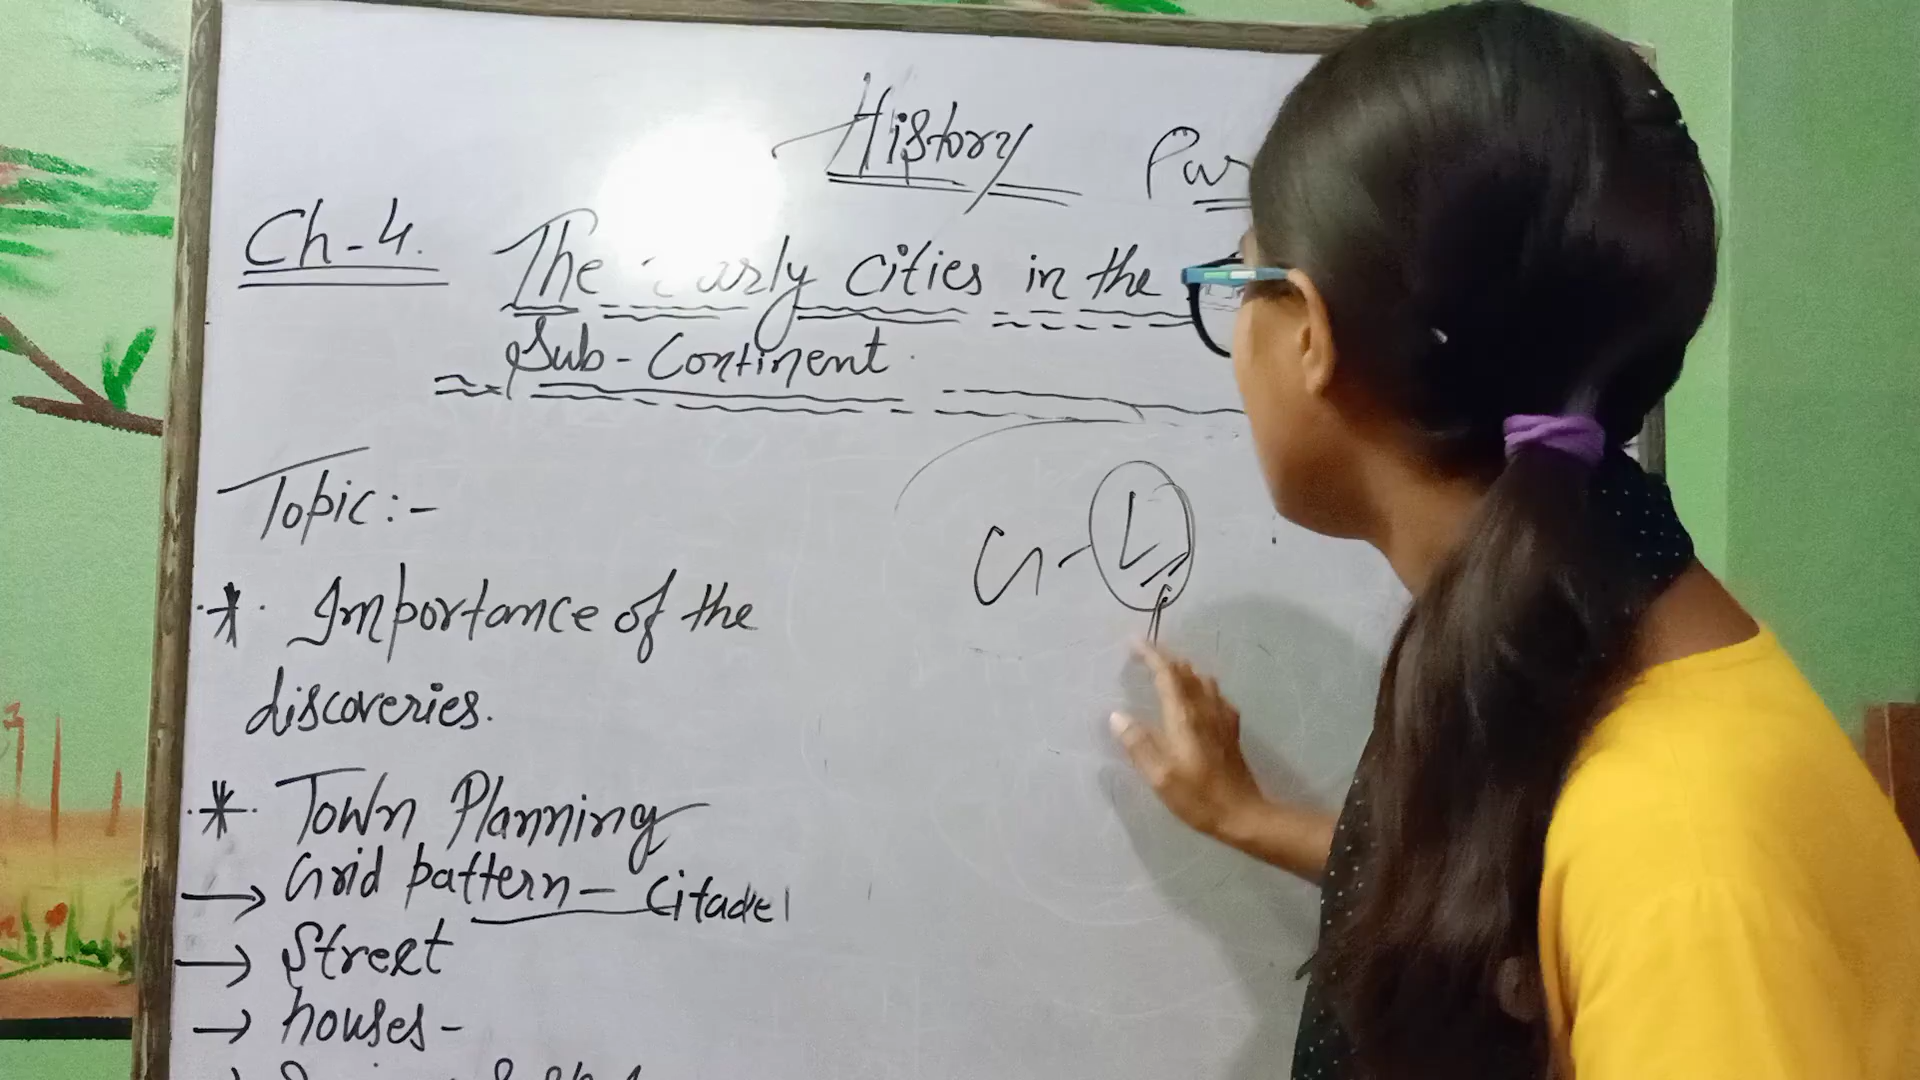 History
Ch-4. The Early Cities in the
Sub-Continent
Topic:-
* Importance of the
discoveries.
* Town Planning
→ Grid pattern - Citadel
→ Street
→ houses -
L